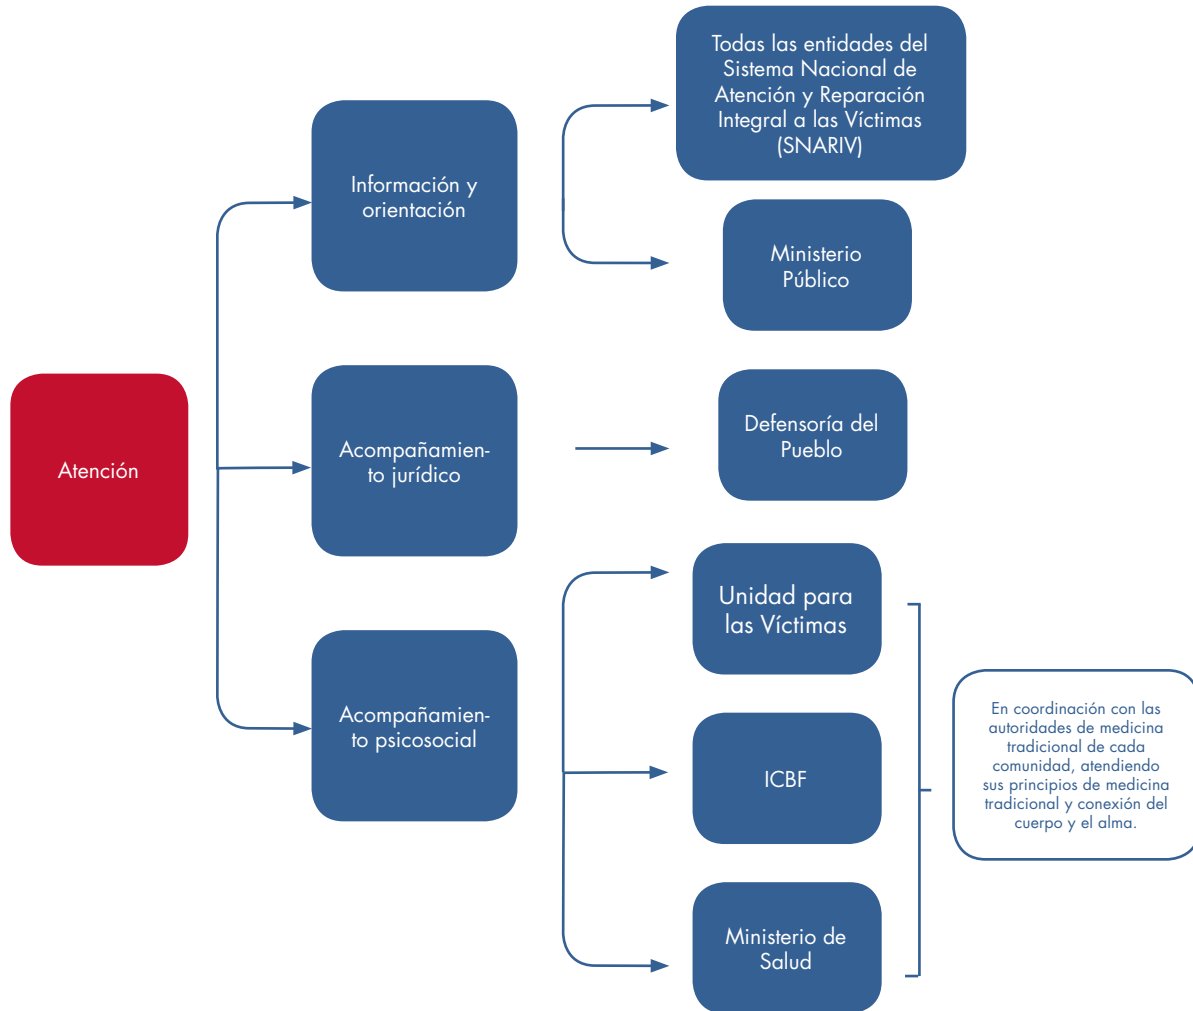 Todas las entidades del
Sistema Nacional de
Atención y Reparación
Integral a las Víctimas
(SNARIV)
Información y
orientación
Ministerio
Público
Atención
Acompañamien-
to jurídico
Defensoría del
Pueblo
Unidad para
las Víctimas
Acompañamien-
to psicosocial
ICBF
En coordinación con las
autoridades de medicina
tradicional de cada
comunidad, atendiendo
sus principios de medicina
tradicional y conexión del
cuerpo y el alma.
Ministerio de
Salud